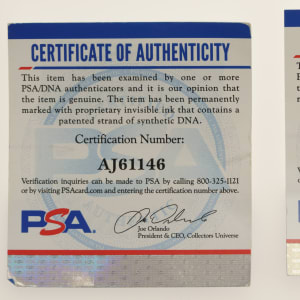 CERTIFICATE OF AUTHENTICITY
This item has been examined by one or more
PSA/DNA authenticators and it is our opinion that
the item is genuine. The item has been permanently
marked with proprietary invisible ink that contains
a patented strand of synthetic DNA.
Certification Number:
AJ61146
Verification inquiries can be made to PSA by calling 800-325-1121
or by visiting PSAcard.com and entering the certification number above.
PSA
Joe Orlando
President & CEO, Collectors Universe